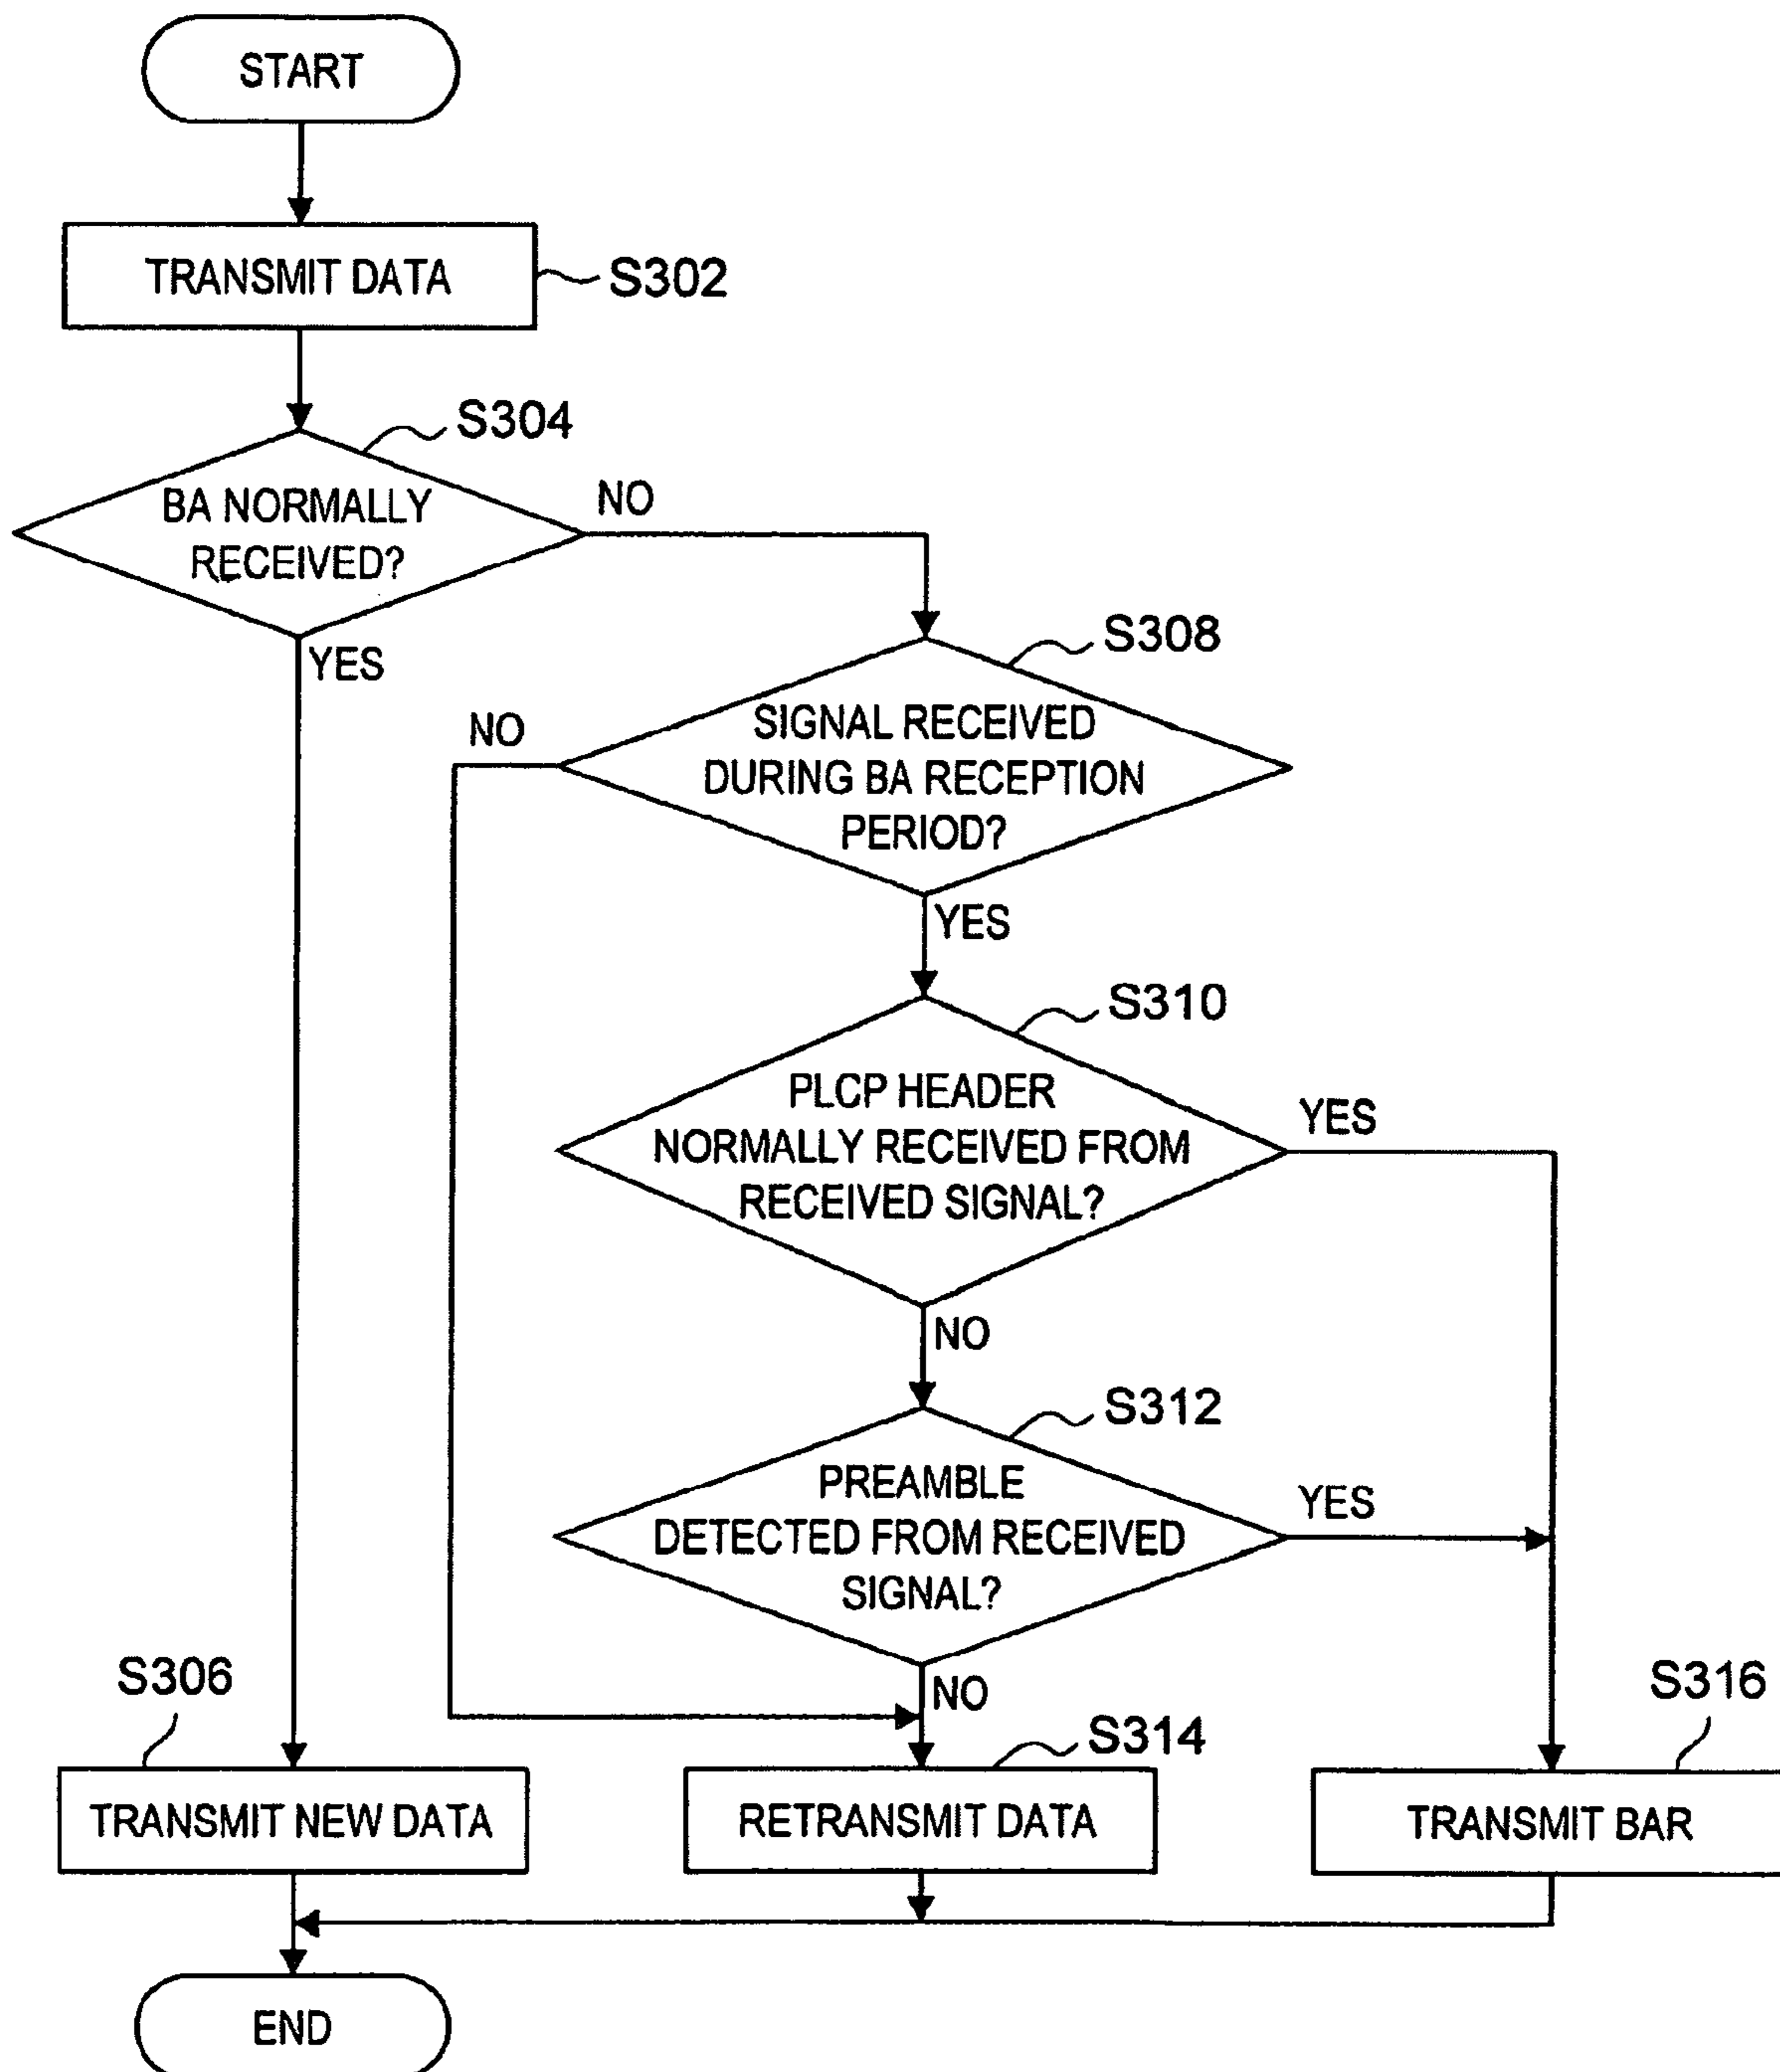 START
TRANSMIT DATA
S302
S304
BA NORMALLY
RECEIVED?
NO
YES
S308
NO
SIGNAL RECEIVED
DURING BA RECEPTION
PERIOD?
YES
S310
PLCP HEADER
NORMALLY RECEIVED FROM
RECEIVED SIGNAL?
YES
NO
S312
PREAMBLE
DETECTED FROM RECEIVED
SIGNAL?
YES
NO
S306
S314
S316
TRANSMIT NEW DATA
RETRANSMIT DATA
TRANSMIT BAR
END